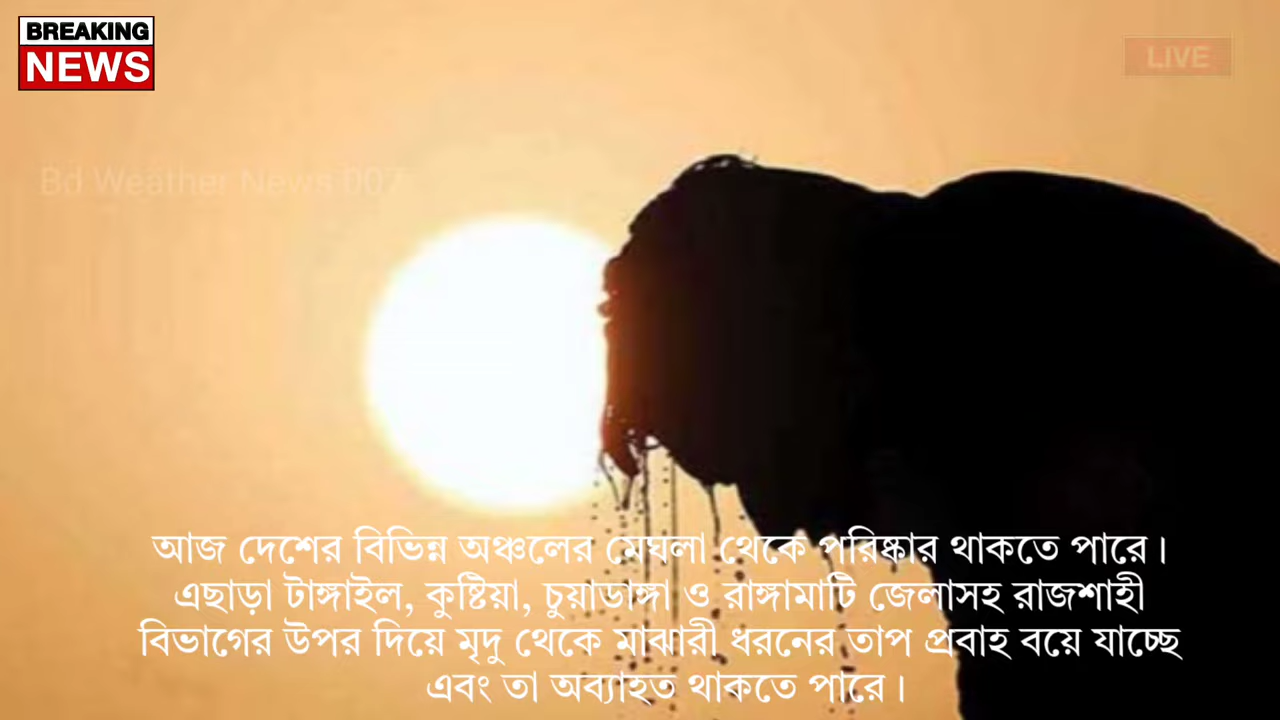 BREAKING
NEWS
LIVE
Bd Weather News 007
আজ দেশের বিভিন্ন অঞ্চলের মেঘলা থেকে পরিষ্কার থাকতে পারে।
এছাড়া টাঙ্গাইল, কুষ্টিয়া, চুয়াডাঙ্গা ও রাঙ্গামাটি জেলাসহ রাজশাহী
বিভাগের উপর দিয়ে মৃদু থেকে মাঝারী ধরনের তাপ প্রবাহ বয়ে যাচ্ছে
এবং তা অব্যাহত থাকতে পারে।